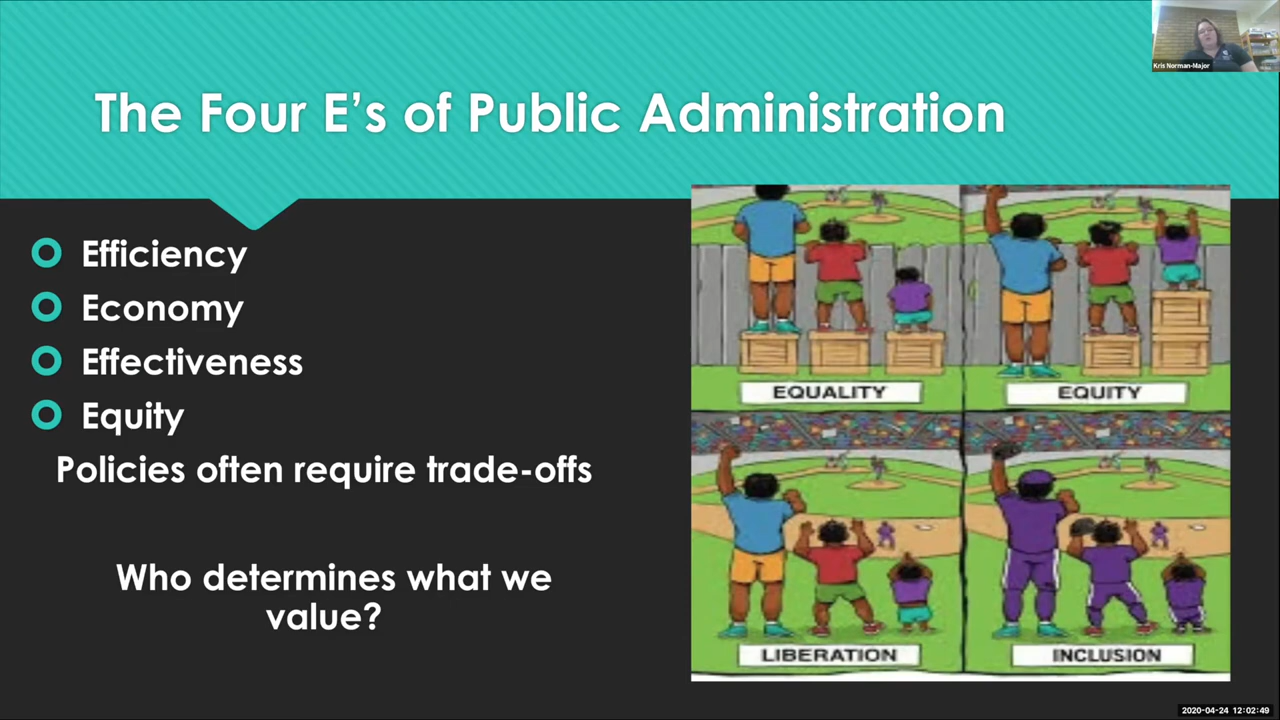 Kris Norman-Major
The Four E’s of Public Administration
Efficiency
Economy
Effectiveness
Equity
Policies often require trade-offs
Who determines what we
value?
EQUALITY
EQUITY
LIBERATION
INCLUSION
2020-04-24 12:02:49